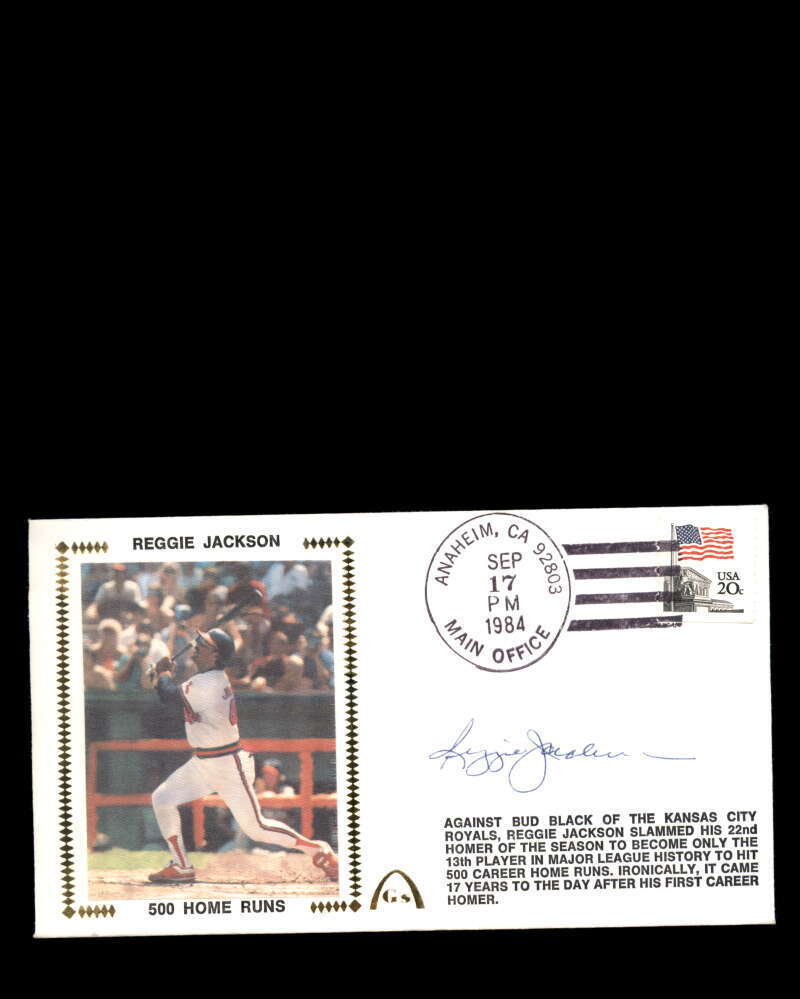 REGGIE JACKSON
500 HOME RUNS
Gs
ANAHEIM, CA 92803
SEP
17
PM
1984
MAIN OFFICE
USA
20c
Reggie Jackson
AGAINST BUD BLACK OF THE KANSAS CITY
ROYALS, REGGIE JACKSON SLAMMED HIS 22nd
HOMER OF THE SEASON TO BECOME ONLY THE
13th PLAYER IN MAJOR LEAGUE HISTORY TO HIT
500 CAREER HOME RUNS. IRONICALLY, IT CAME
17 YEARS TO THE DAY AFTER HIS FIRST CAREER
HOMER.